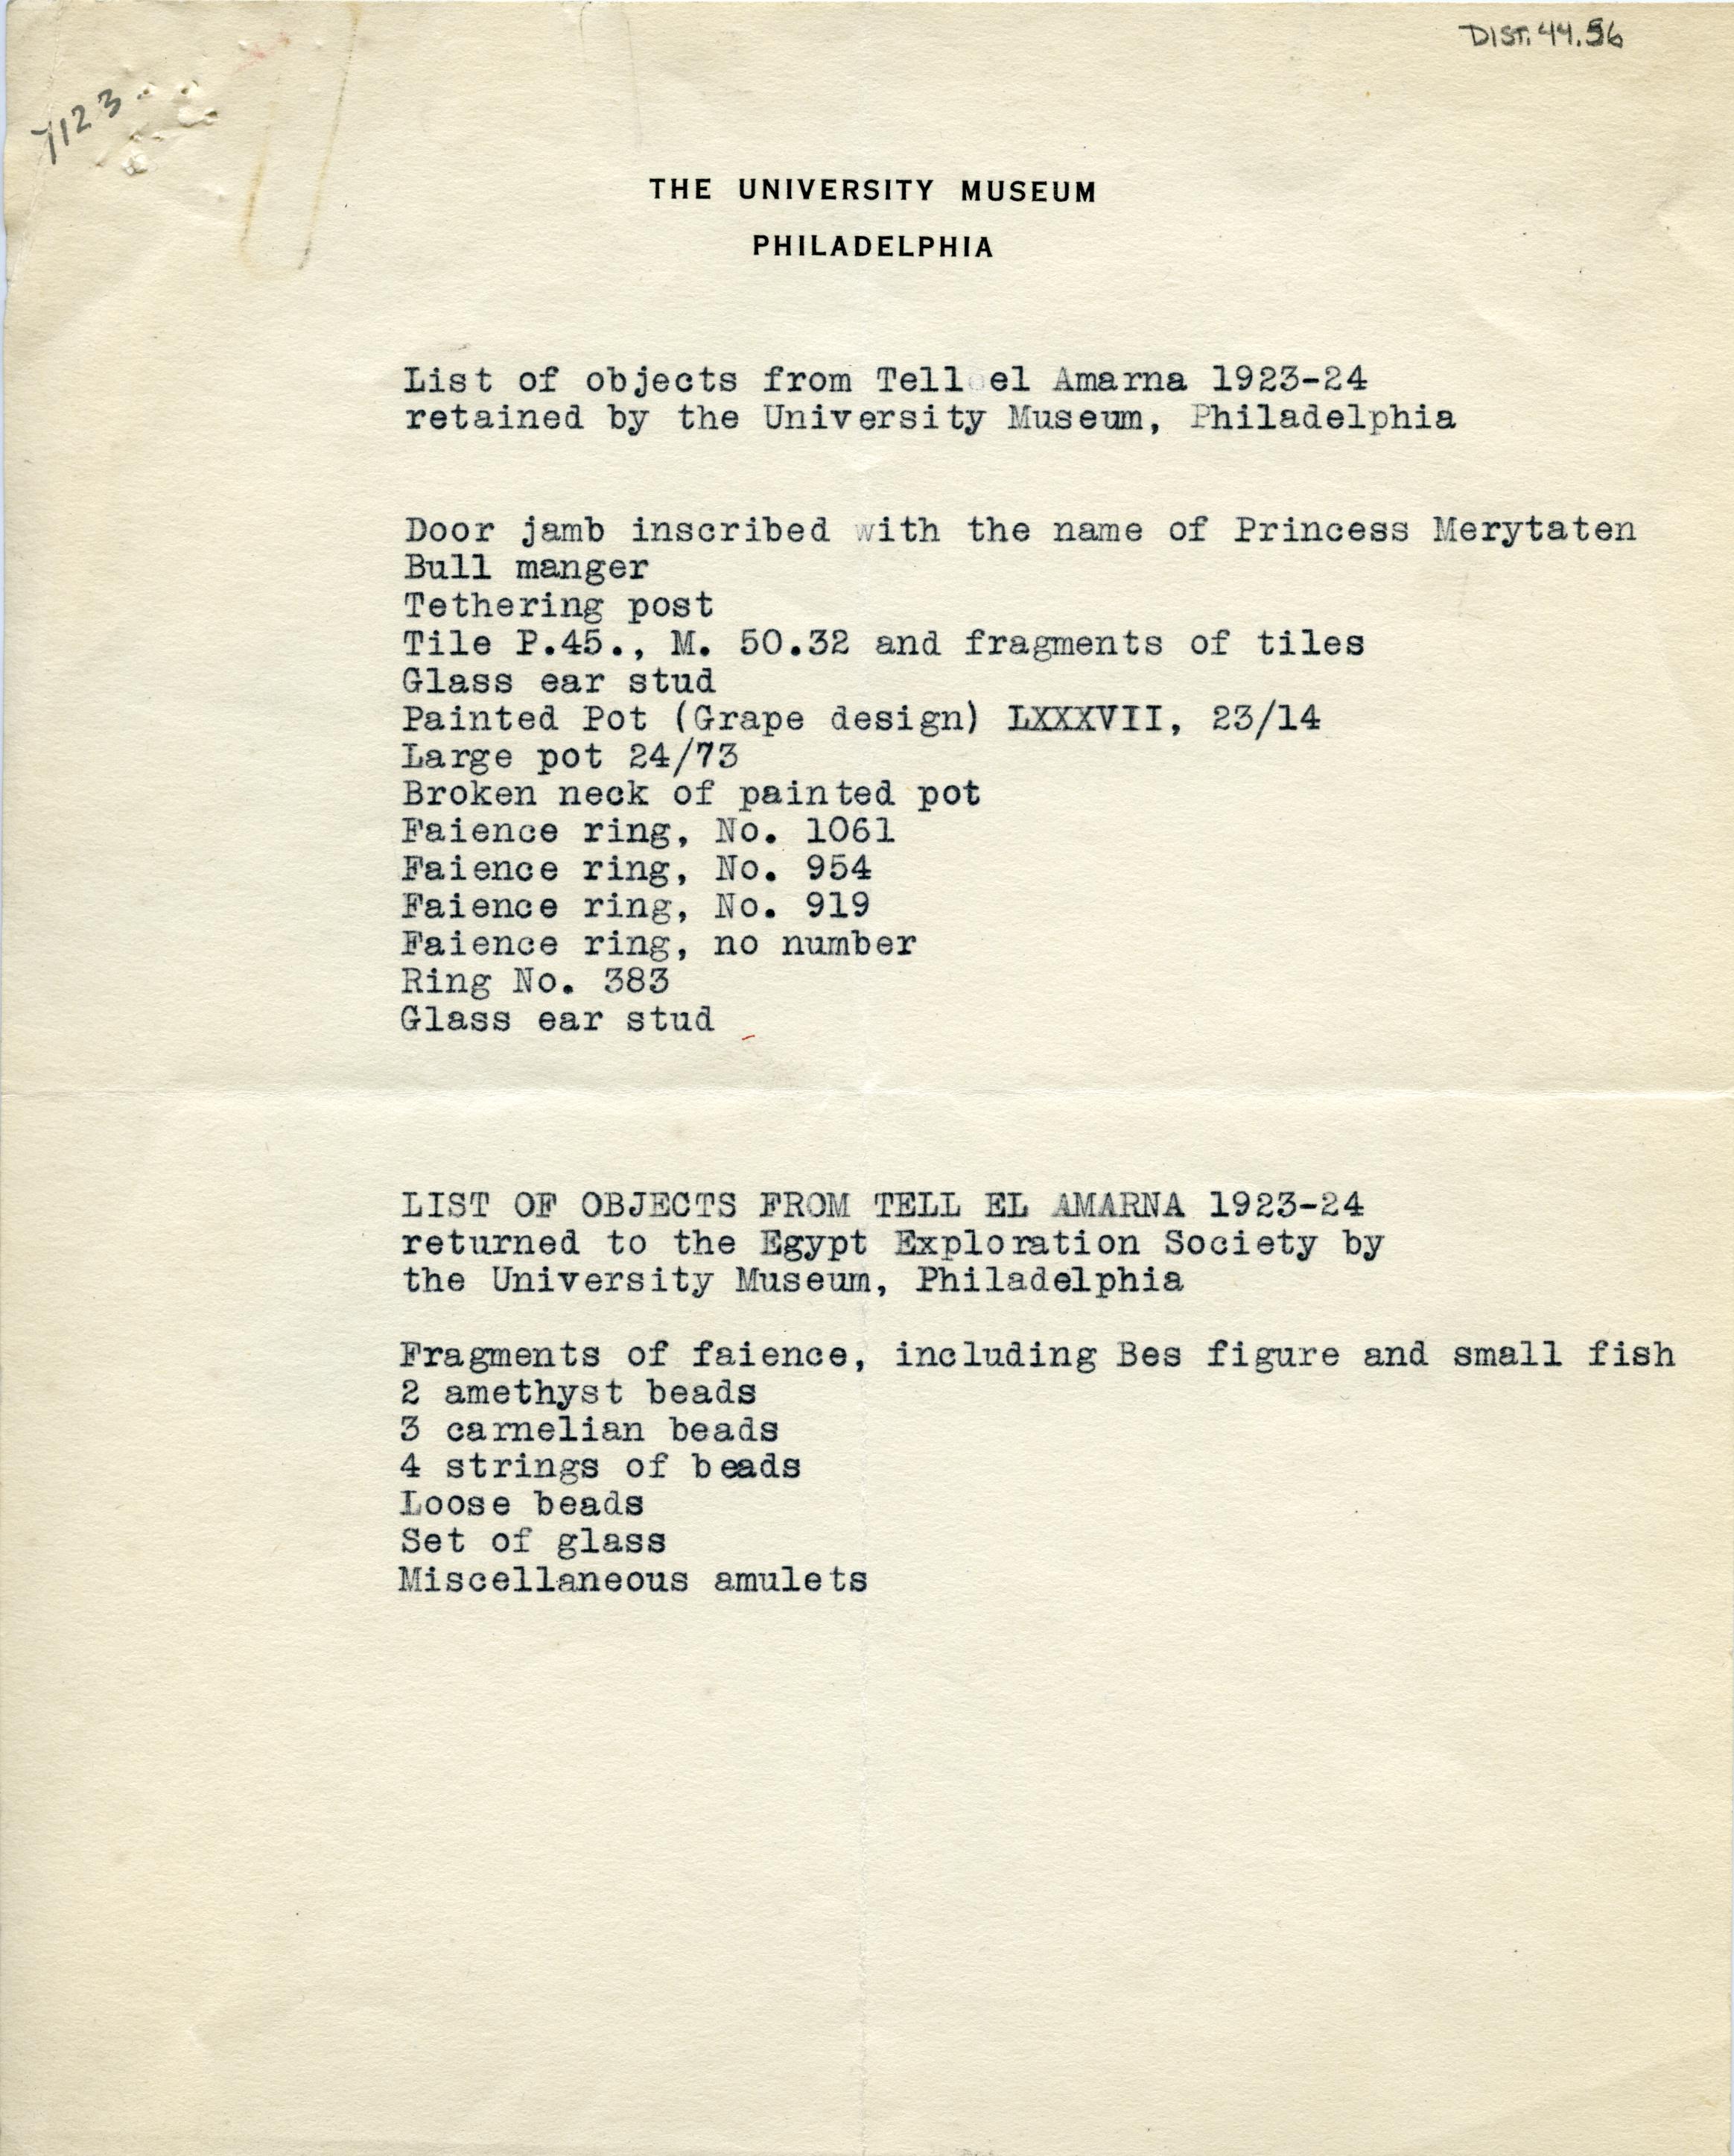 DIST. 44.56
7123
THE UNIVERSITY MUSEUM
PHILADELPHIA
List of objects from Tell el Amarna 1923-24
retained by the University Museum, Philadelphia
Door jamb inscribed with the name of Princess Merytaten
Bull manger
Tethering post
Tile P.45., M. 50.32 and fragments of tiles
Glass ear stud
Painted Pot (Grape design) LXXXVII, 23/14
Large pot 24/73
Broken neck of painted pot
Faience ring, No. 1061
Faience ring, No. 954
Faience ring, No. 919
Faience ring, no number
Ring No. 383
Glass ear stud
LIST OF OBJECTS FROM TELL EL AMARNA 1923-24
returned to the Egypt Exploration Society by
the University Museum, Philadelphia
Fragments of faience, including Bes figure and small fish
2 amethyst beads
3 carnelian beads
4 strings of beads
Loose beads
Set of glass
Miscellaneous amulets